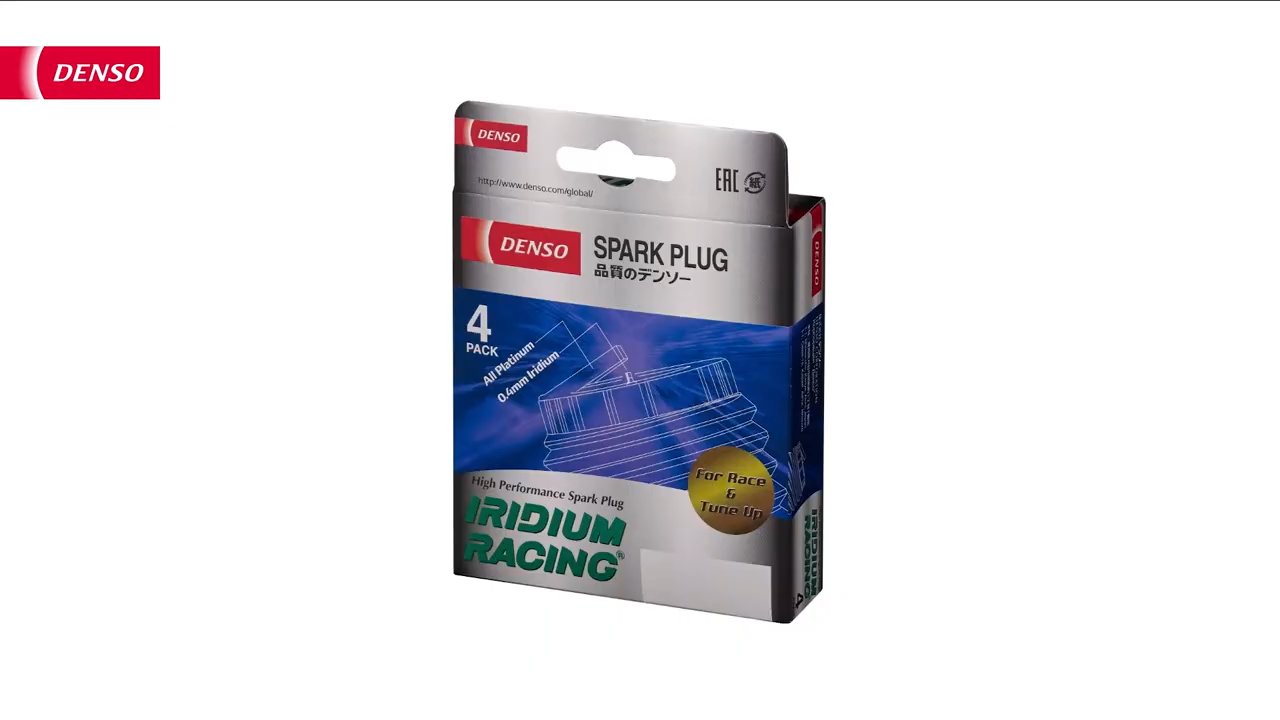 DENSO
DENSO
http://www.denso.com/global/
EAC
紙
DENSO
SPARK PLUG
品質のデンソー
4
PACK
All Platinum
0.4mm Iridium
High Performance Spark Plug
IRIDIUM
RACING®
For Race
&
Tune Up
DENSO
IRIDIUM
RACING
4